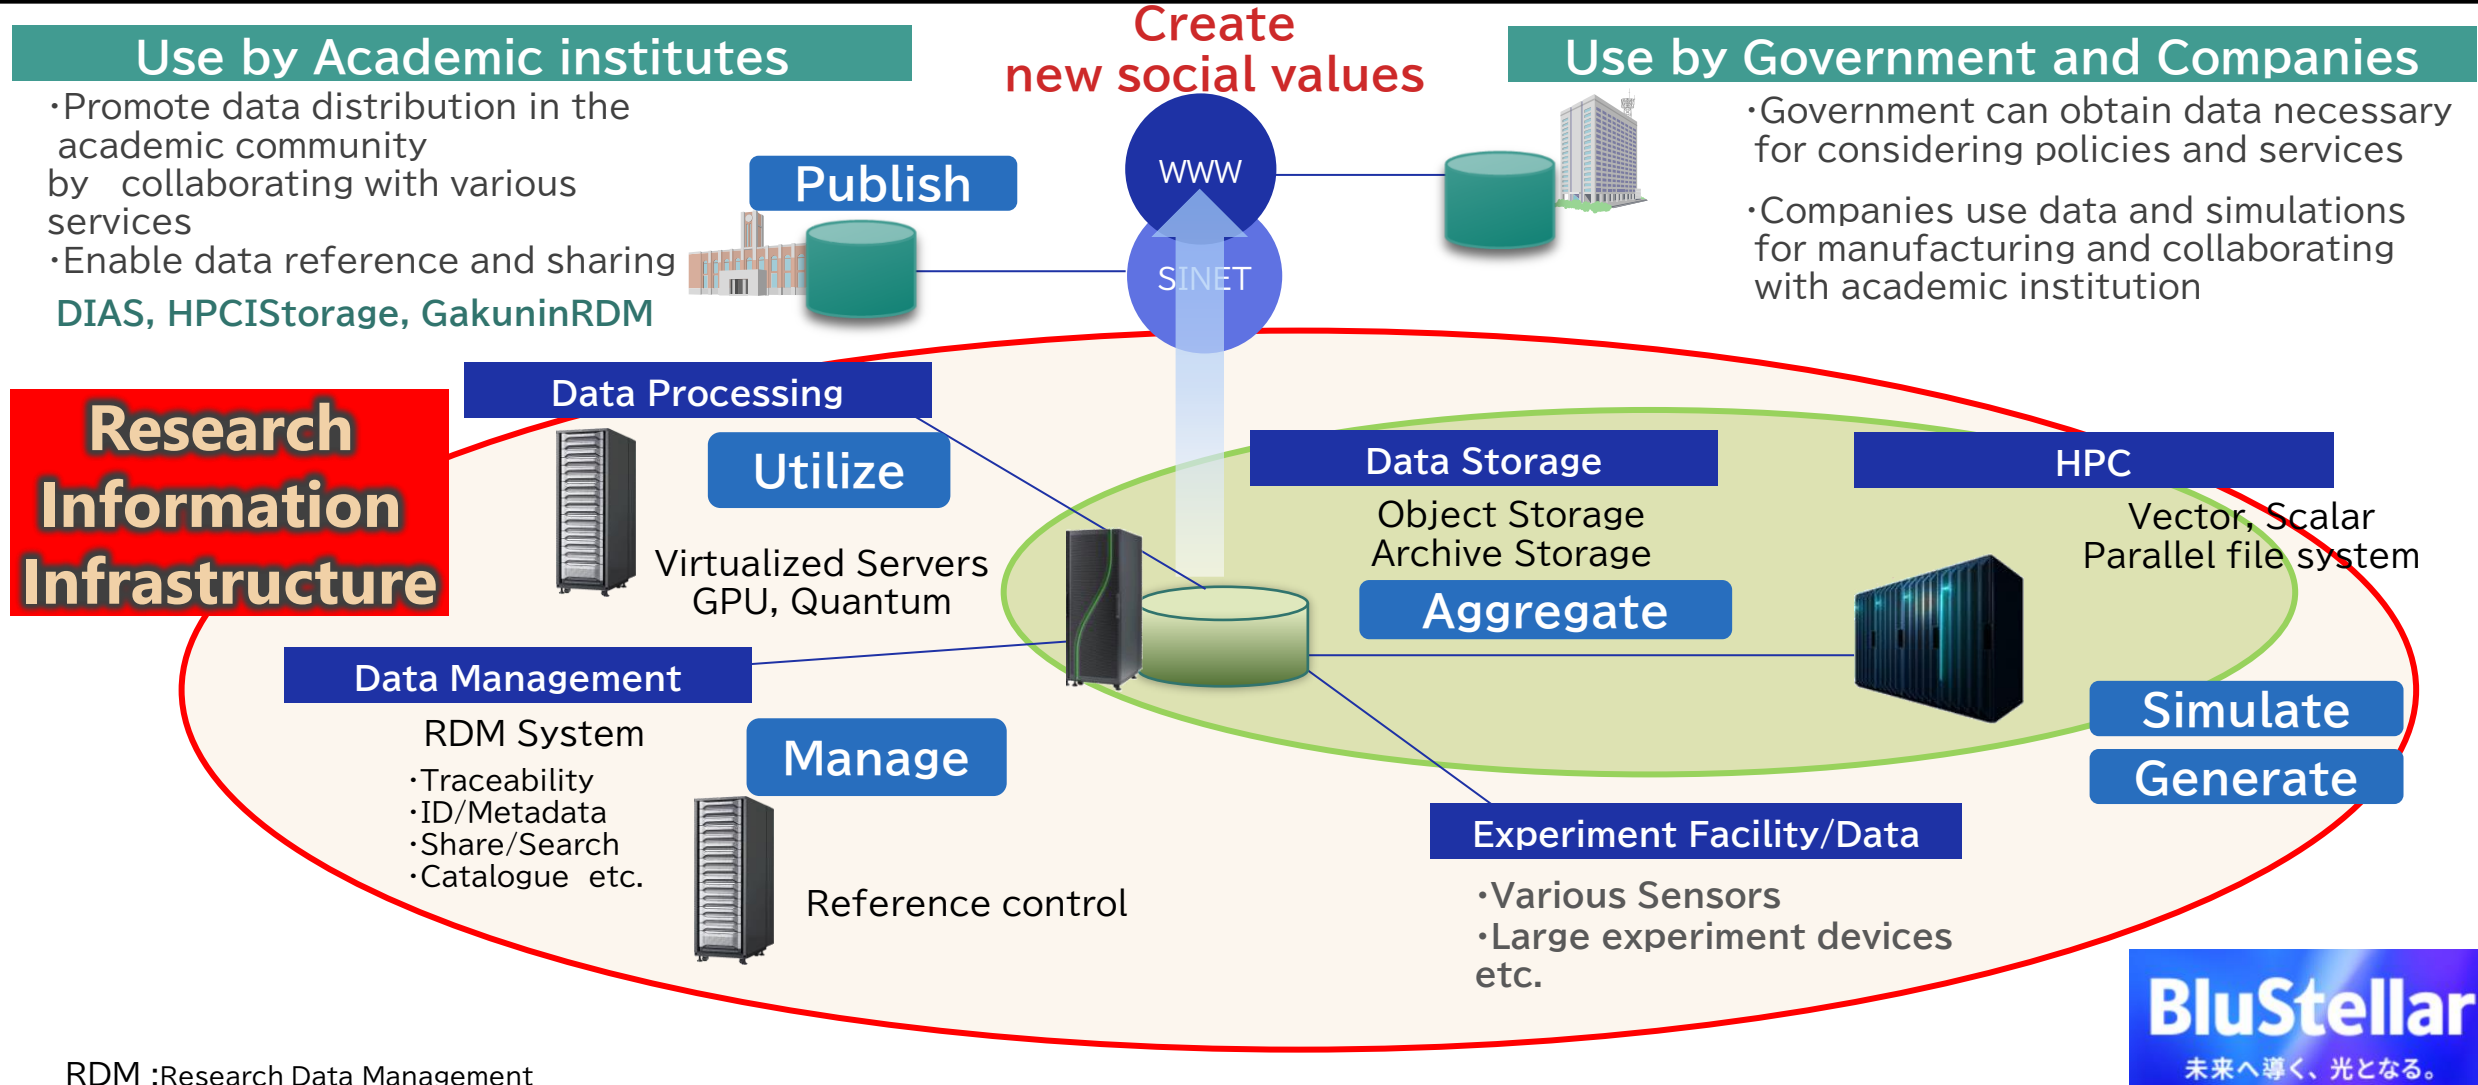 Create
new social values
Use by Academic institutes
・Promote data distribution in the
academic community
by collaborating with various
services
・Enable data reference and sharing
DIAS, HPCIStorage, GakuninRDM
Publish
WWW
SINET
Use by Government and Companies
・Government can obtain data necessary
for considering policies and services
・Companies use data and simulations
for manufacturing and collaborating
with academic institution
Research
Information
Infrastructure
Data Processing
Utilize
Virtualized Servers
GPU, Quantum
Data Storage
Object Storage
Archive Storage
Aggregate
HPC
Vector, Scalar
Parallel file system
Simulate
Generate
Data Management
RDM System
・Traceability
・ID/Metadata
・Share/Search
・Catalogue etc.
Manage
Reference control
Experiment Facility/Data
・Various Sensors
・Large experiment devices
etc.
BluStellar
未来へ導く、光となる。
RDM :Research Data Management